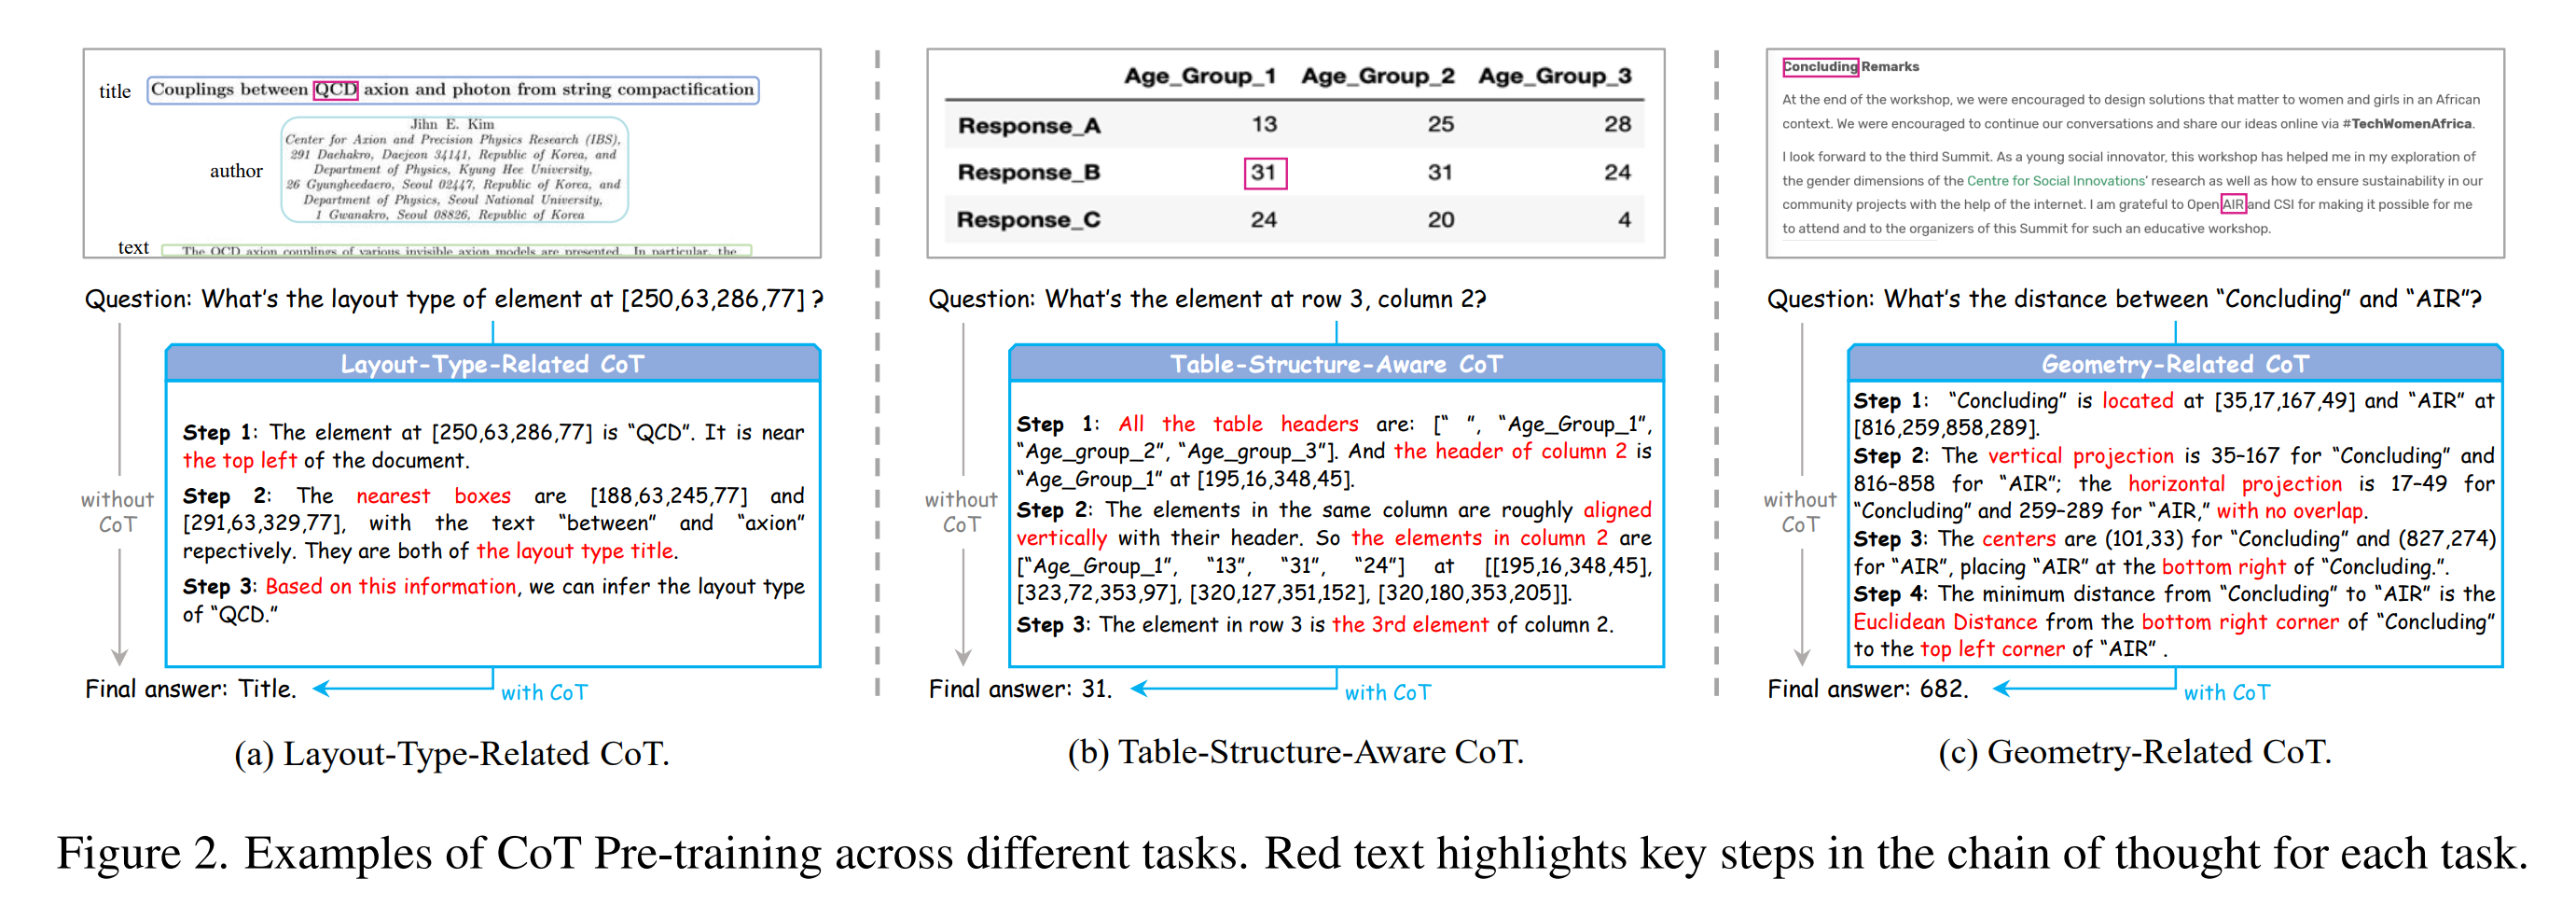 title
Couplings between QCD axion and photon from string compactification
author
Jihn E. Kim
Center for Axion and Precision Physics Research (IBS),
291 Daehakro, Daejeon 34141, Republic of Korea, and
Department of Physics, Kyung Hee University,
26 Gyungheedaero, Seoul 02447, Republic of Korea, and
Department of Physics, Seoul National University,
1 Gwanakro, Seoul 08826, Republic of Korea
text
The QCD axion couplings of various invisible axion models are presented. In particular, the
Question: What's the layout type of element at [250,63,286,77] ?
without
CoT
Layout-Type-Related CoT
Step 1: The element at [250,63,286,77] is "QCD". It is near
the top left of the document.
Step 2: The nearest boxes are [188,63,245,77] and
[291,63,329,77], with the text "between" and "axion"
repectively. They are both of the layout type title.
Step 3: Based on this information, we can infer the layout type
of "QCD."
Final answer: Title.
with CoT
(a) Layout-Type-Related CoT.
Age_Group_1 Age_Group_2 Age_Group_3
Response_A 13 25 28
Response_B 31 31 24
Response_C 24 20 4
Question: What's the element at row 3, column 2?
without
CoT
Table-Structure-Aware CoT
Step 1: All the table headers are: [" ", "Age_Group_1",
"Age_group_2", "Age_group_3"]. And the header of column 2 is
"Age_Group_1" at [195,16,348,45].
Step 2: The elements in the same column are roughly aligned
vertically with their header. So the elements in column 2 are
["Age_Group_1", "13", "31", "24"] at [[195,16,348,45],
[323,72,353,97], [320,127,351,152], [320,180,353,205]].
Step 3: The element in row 3 is the 3rd element of column 2.
Final answer: 31.
with CoT
(b) Table-Structure-Aware CoT.
Concluding Remarks
At the end of the workshop, we were encouraged to design solutions that matter to women and girls in an African
context. We were encouraged to continue our conversations and share our ideas online via #TechWomenAfrica.
I look forward to the third Summit. As a young social innovator, this workshop has helped me in my exploration of
the gender dimensions of the Centre for Social Innovations' research as well as how to ensure sustainability in our
community projects with the help of the internet. I am grateful to Open AIR and CSI for making it possible for me
to attend and to the organizers of this Summit for such an educative workshop.
Question: What's the distance between "Concluding" and "AIR"?
without
CoT
Geometry-Related CoT
Step 1: "Concluding" is located at [35,17,167,49] and "AIR" at
[816,259,858,289].
Step 2: The vertical projection is 35–167 for "Concluding" and
816–858 for "AIR"; the horizontal projection is 17–49 for
"Concluding" and 259–289 for "AIR," with no overlap.
Step 3: The centers are (101,33) for "Concluding" and (827,274)
for "AIR", placing "AIR" at the bottom right of "Concluding.".
Step 4: The minimum distance from "Concluding" to "AIR" is the
Euclidean Distance from the bottom right corner of "Concluding"
to the top left corner of "AIR" .
Final answer: 682.
with CoT
(c) Geometry-Related CoT.
Figure 2. Examples of CoT Pre-training across different tasks. Red text highlights key steps in the chain of thought for each task.